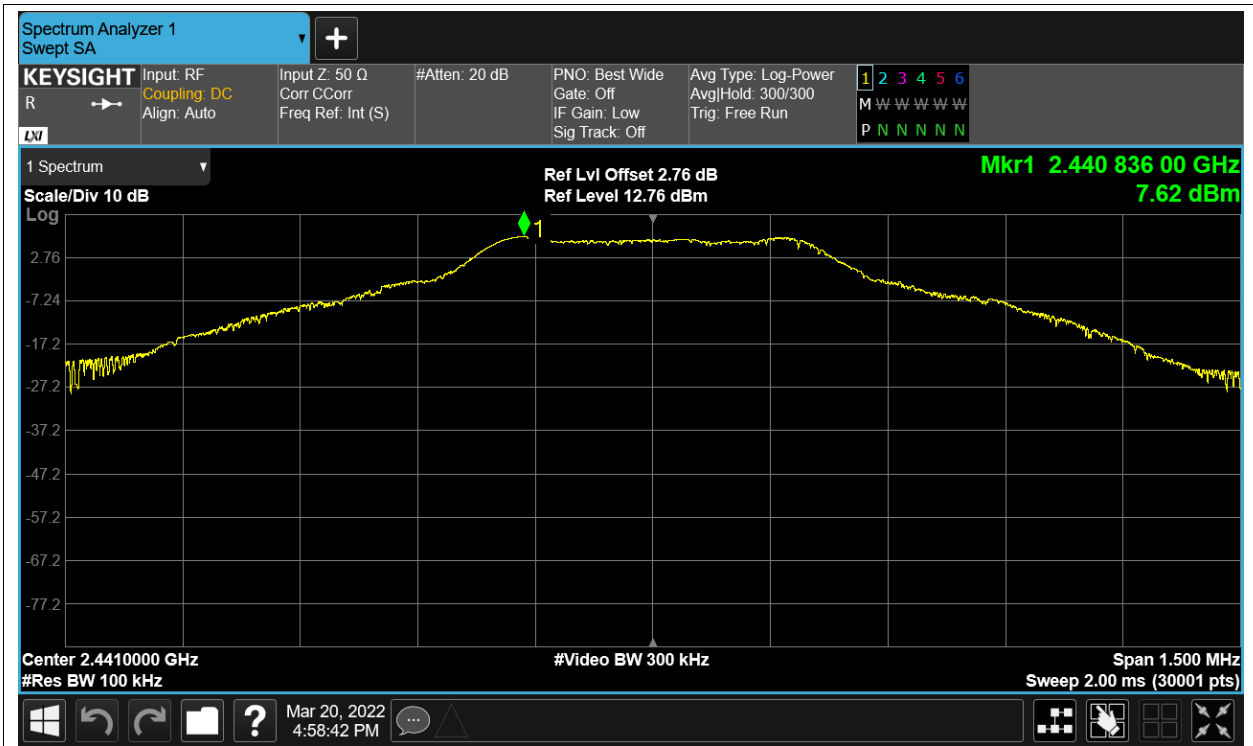 Spectrum Analyzer 1
Swept SA
KEYSIGHT
R
LXI
Input: RF
Coupling: DC
Align: Auto
Input Z: 50 Ω
Corr CCorr
Freq Ref: Int (S)
#Atten: 20 dB
PNO: Best Wide
Gate: Off
IF Gain: Low
Sig Track: Off
Avg Type: Log-Power
Avg|Hold: 300/300
Trig: Free Run
1 2 3 4 5 6
M W W W W W W
P N N N N N N
1 Spectrum
Scale/Div 10 dB
Log
Ref Lvl Offset 2.76 dB
Ref Level 12.76 dBm
Mkr1 2.440 836 00 GHz
7.62 dBm
1
2.76
-7.24
-17.2
-27.2
-37.2
-47.2
-57.2
-67.2
-77.2
Center 2.4410000 GHz
#Video BW 300 kHz
Span 1.500 MHz
#Res BW 100 kHz
Sweep 2.00 ms (30001 pts)
?
Mar 20, 2022
4:58:42 PM